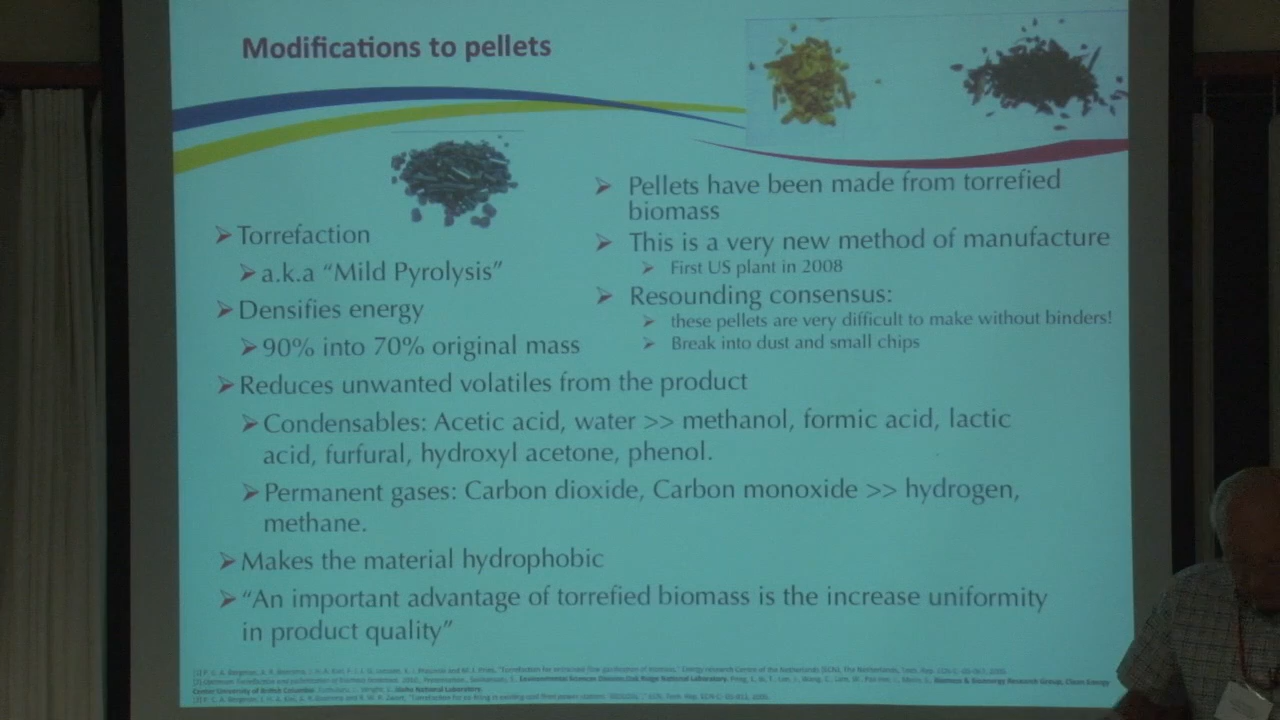 Modifications to pellets
➢ Torrefaction
➢ a.k.a “Mild Pyrolysis”
➢ Densifies energy
➢ 90% into 70% original mass
➢ Pellets have been made from torrefied
biomass
➢ This is a very new method of manufacture
➢ First US plant in 2008
➢ Resounding consensus:
➢ these pellets are very difficult to make without binders!
➢ Break into dust and small chips
➢ Reduces unwanted volatiles from the product
➢ Condensables: Acetic acid, water >> methanol, formic acid, lactic
acid, furfural, hydroxyl acetone, phenol.
➢ Permanent gases: Carbon dioxide, Carbon monoxide >> hydrogen,
methane.
➢ Makes the material hydrophobic
➢ “An important advantage of torrefied biomass is the increase uniformity
in product quality”